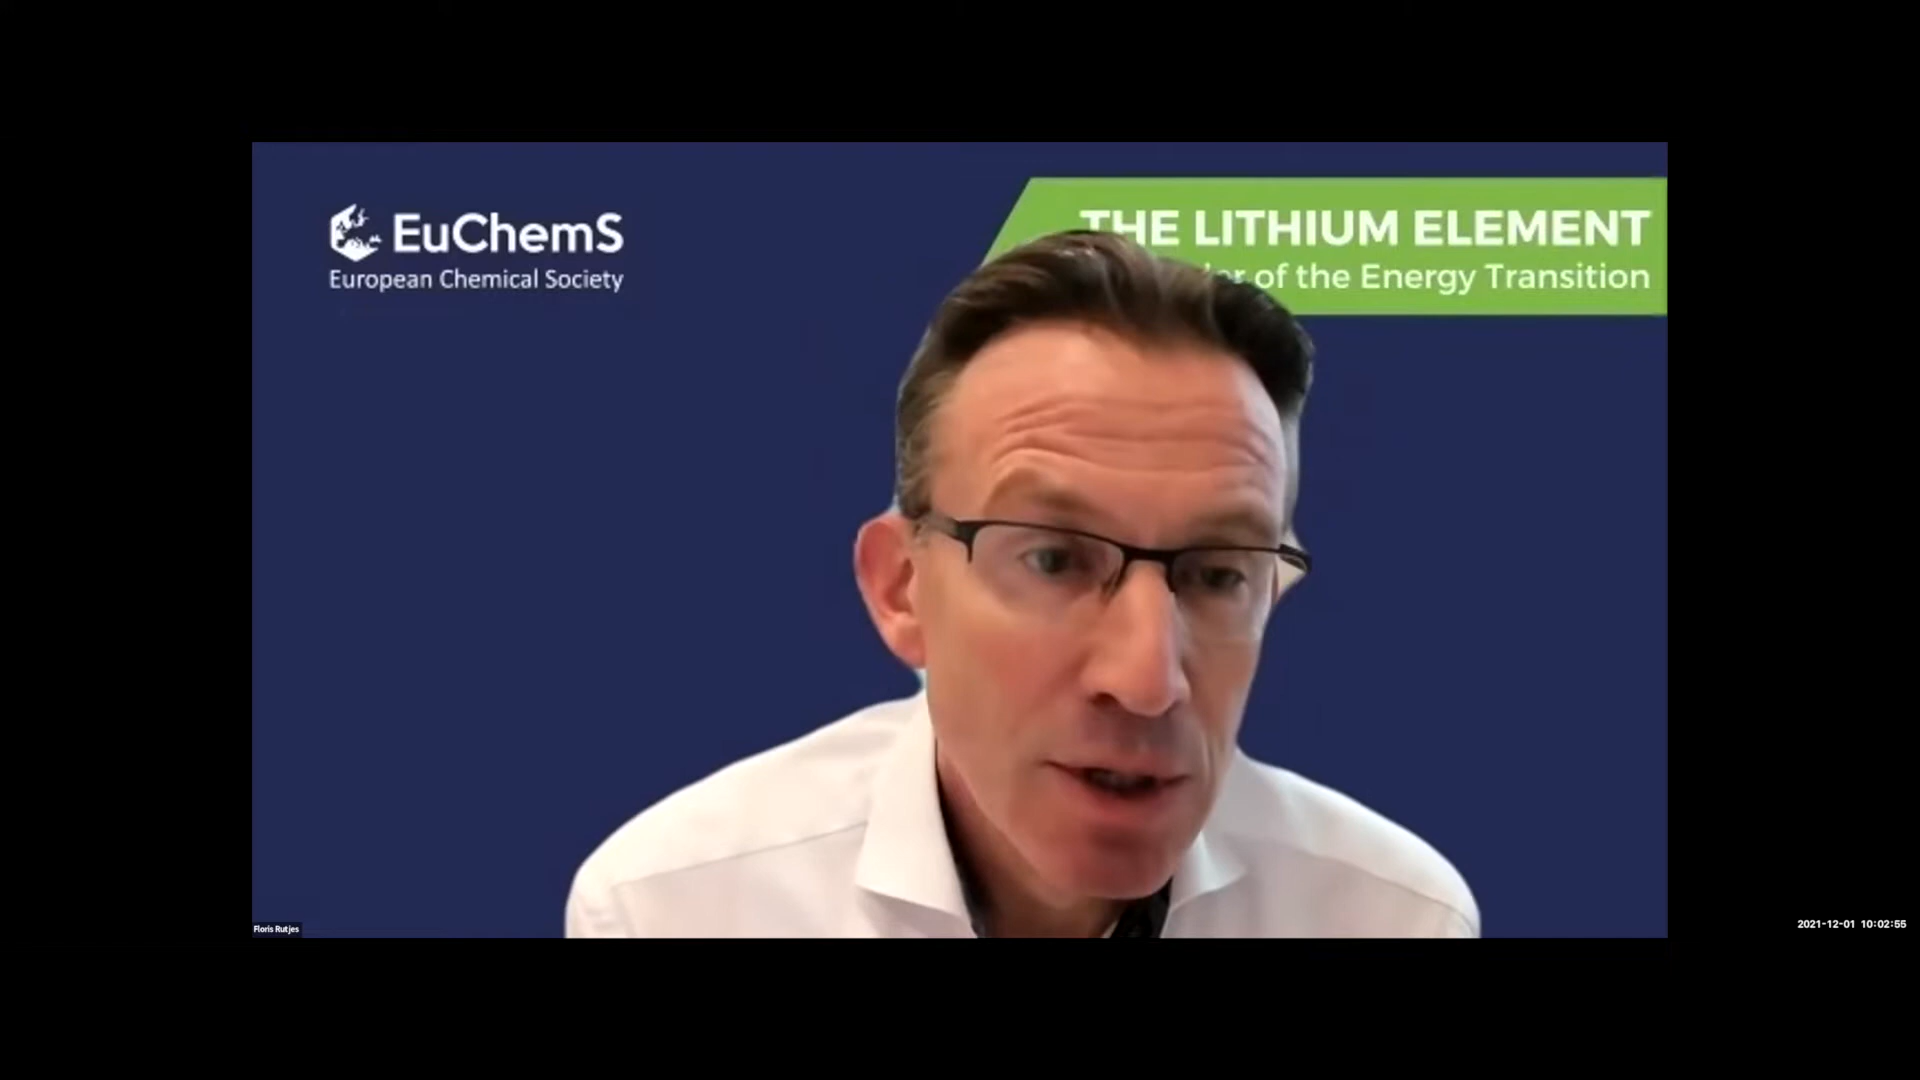 EuChemS
European Chemical Society
THE LITHIUM ELEMENT
of the Energy Transition
Floris Rutjes
2021-12-01 10:02:55